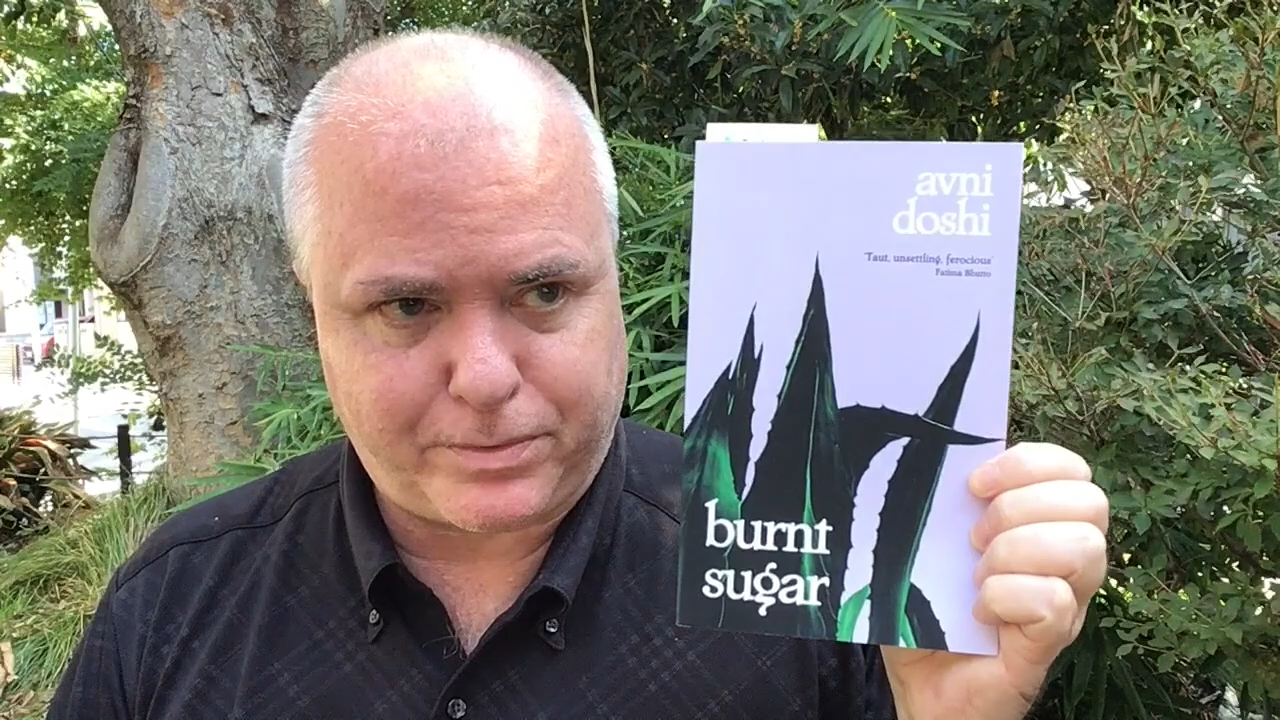 avni
doshi
'Taut, unsettling, ferocious'
Fatima Bhutto
burnt
sugar